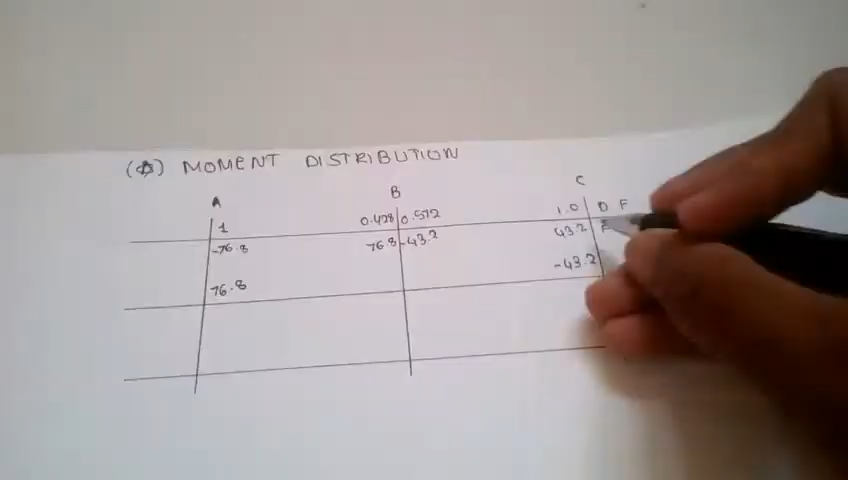 (A) MOMENT DISTRIBUTION
A B C
1 0.428 0.572 1.0 D F
-76.8 76.8 -43.2 43.2 F
76.8 -43.2